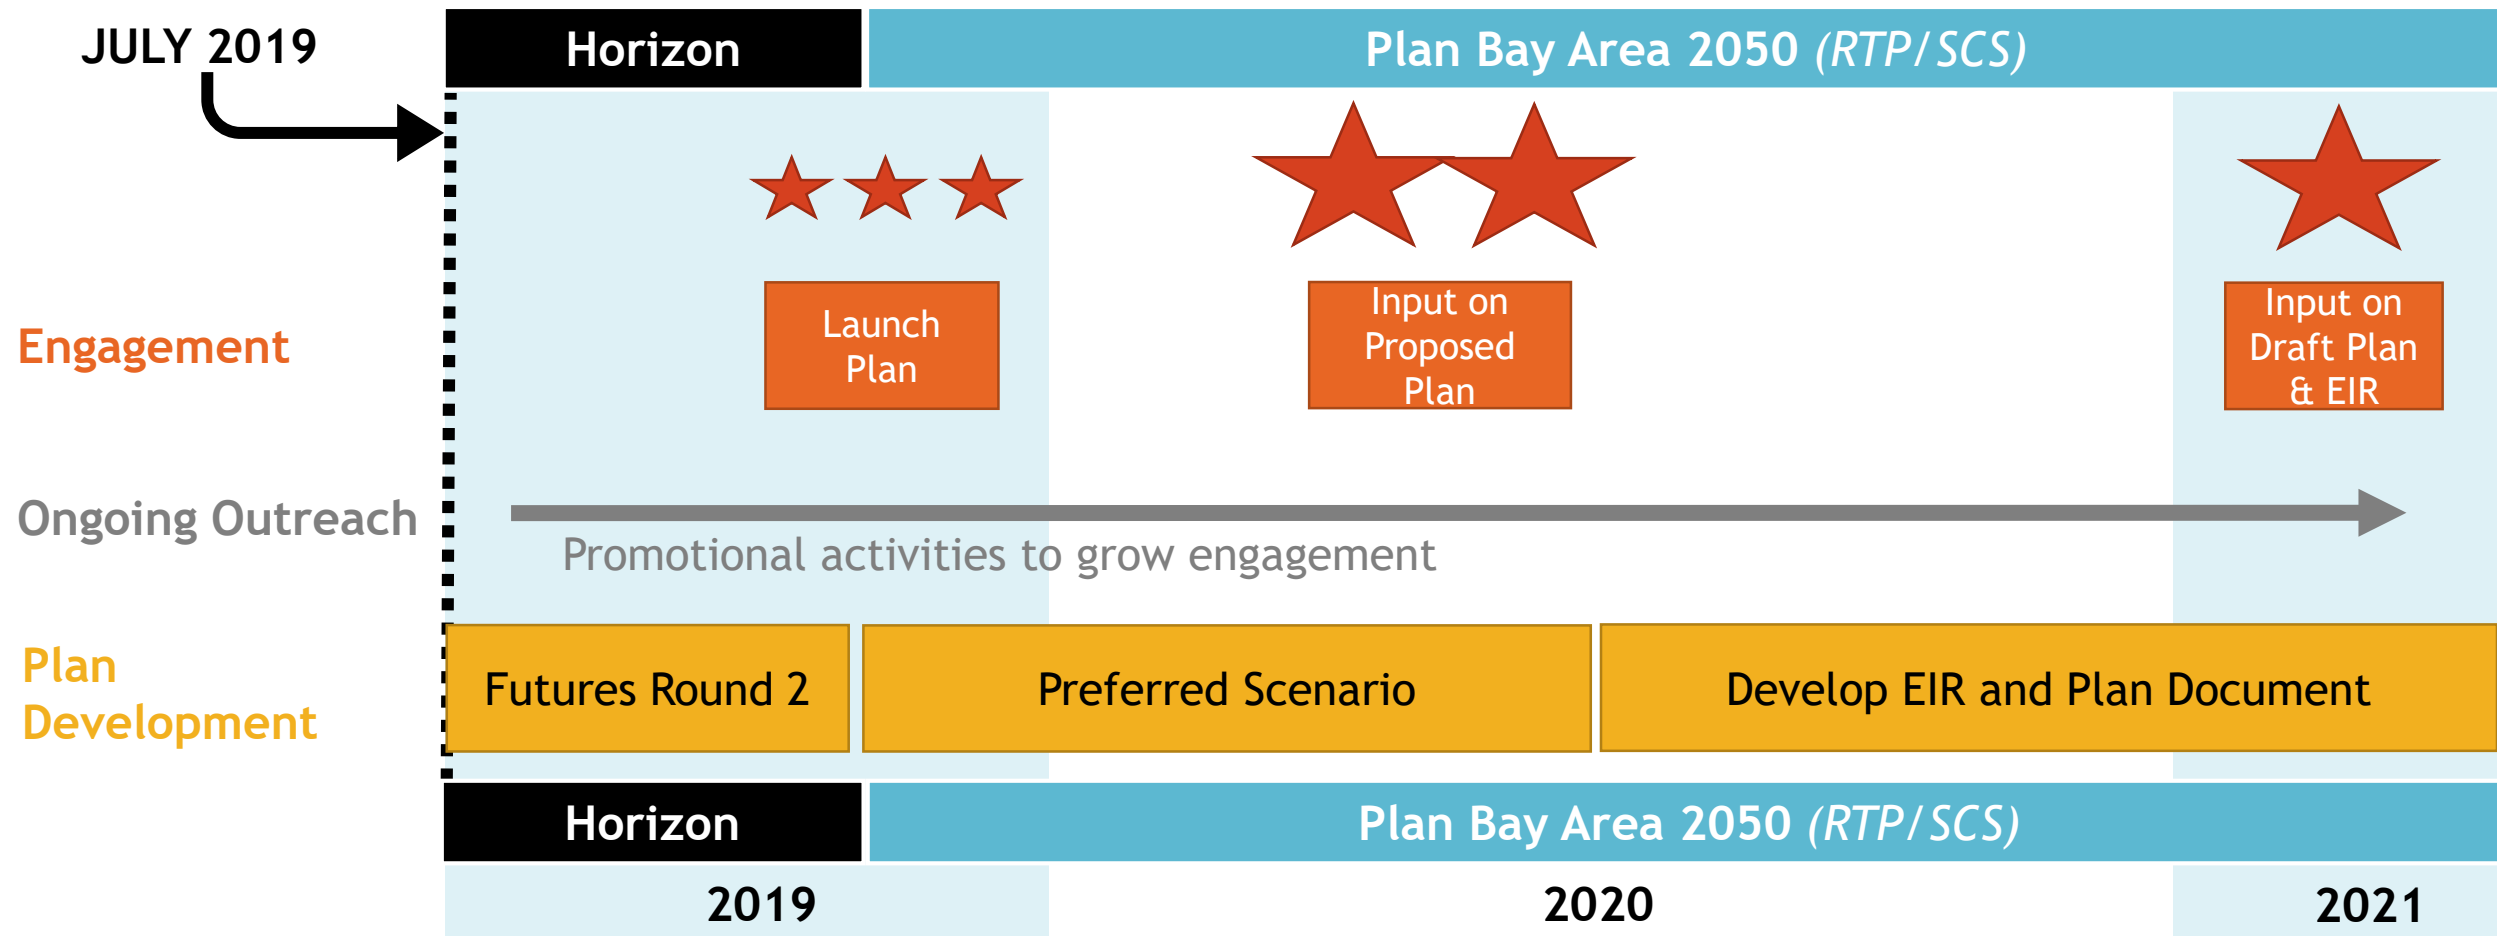 JULY 2019
Horizon
Plan Bay Area 2050 (RTP/SCS)
Engagement
Launch
Plan
Input on
Proposed
Plan
Input on
Draft Plan
& EIR
Ongoing Outreach
Promotional activities to grow engagement
Plan
Development
Futures Round 2
Preferred Scenario
Develop EIR and Plan Document
Horizon
Plan Bay Area 2050 (RTP/SCS)
2019
2020
2021